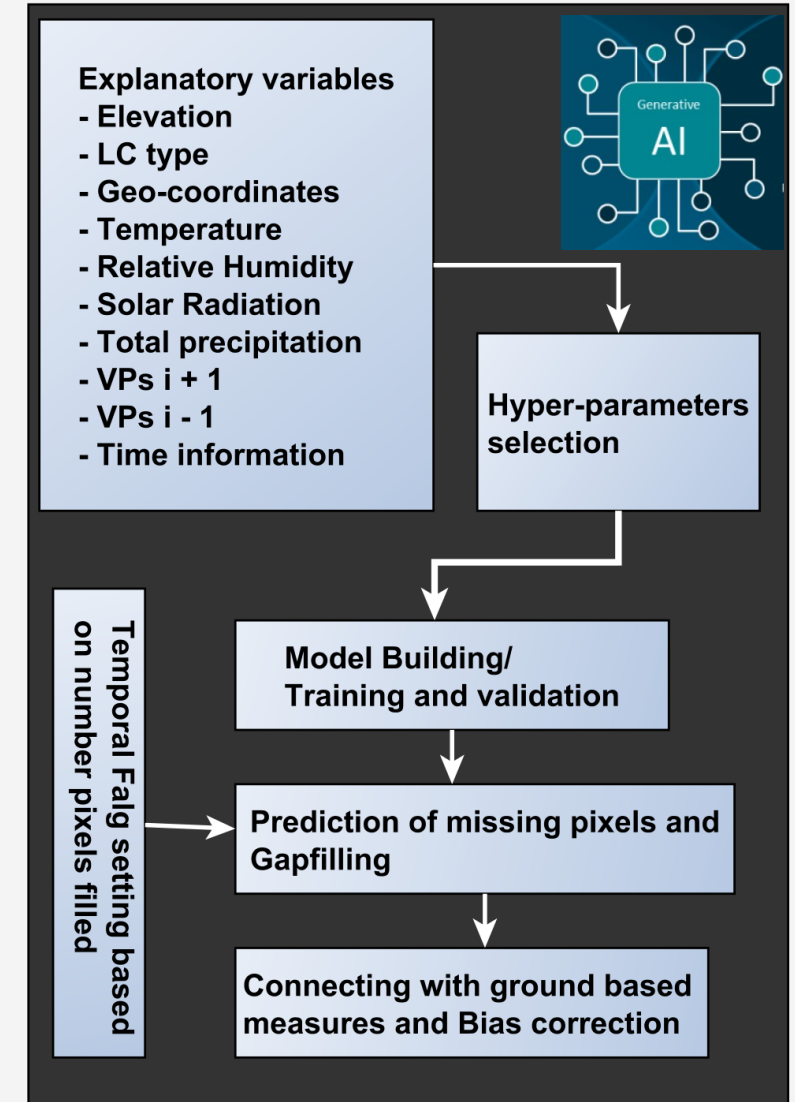 Explanatory variables
- Elevation
- LC type
- Geo-coordinates
- Temperature
- Relative Humidity
- Solar Radiation
- Total precipitation
- VPs i + 1
- VPs i - 1
- Time information
Generative
AI
Hyper-parameters
selection
Model Building/
Training and validation
Temporal Falg setting based
on number pixels filled
Prediction of missing pixels and
Gapfilling
Connecting with ground based
measures and Bias correction